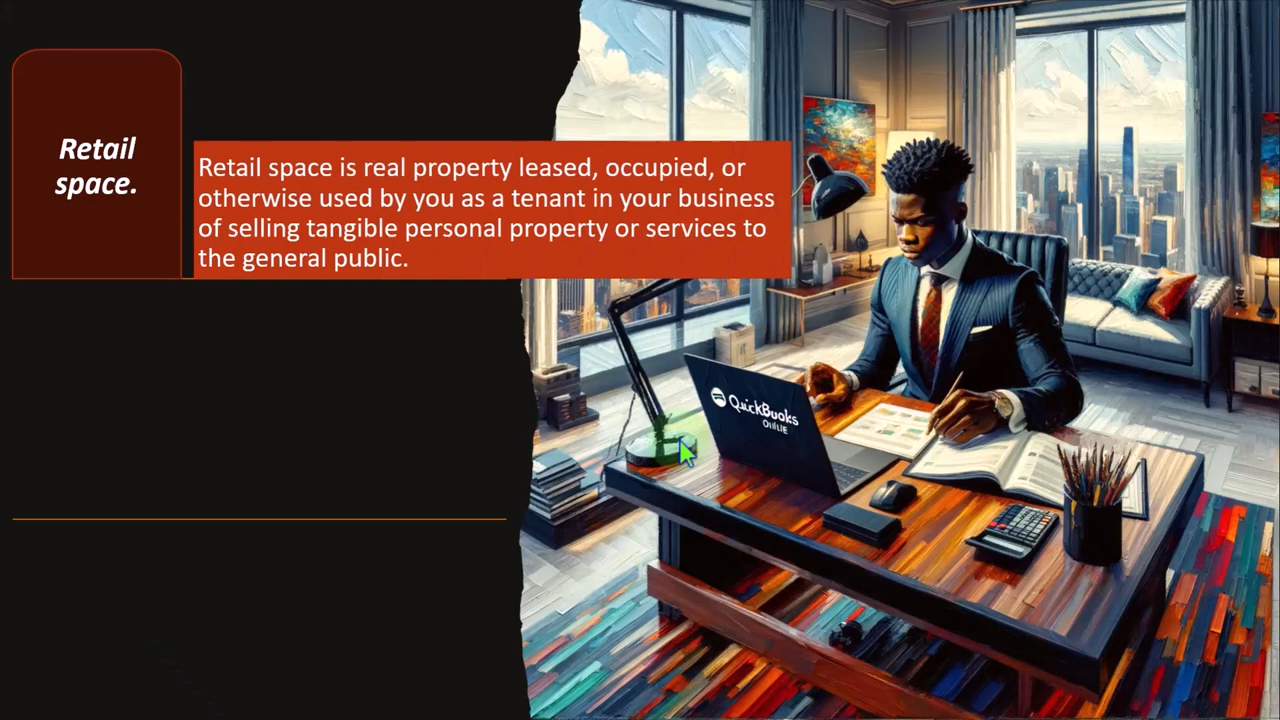 Retail
space.
Retail space is real property leased, occupied, or
otherwise used by you as a tenant in your business
of selling tangible personal property or services to
the general public.
QuickBooks